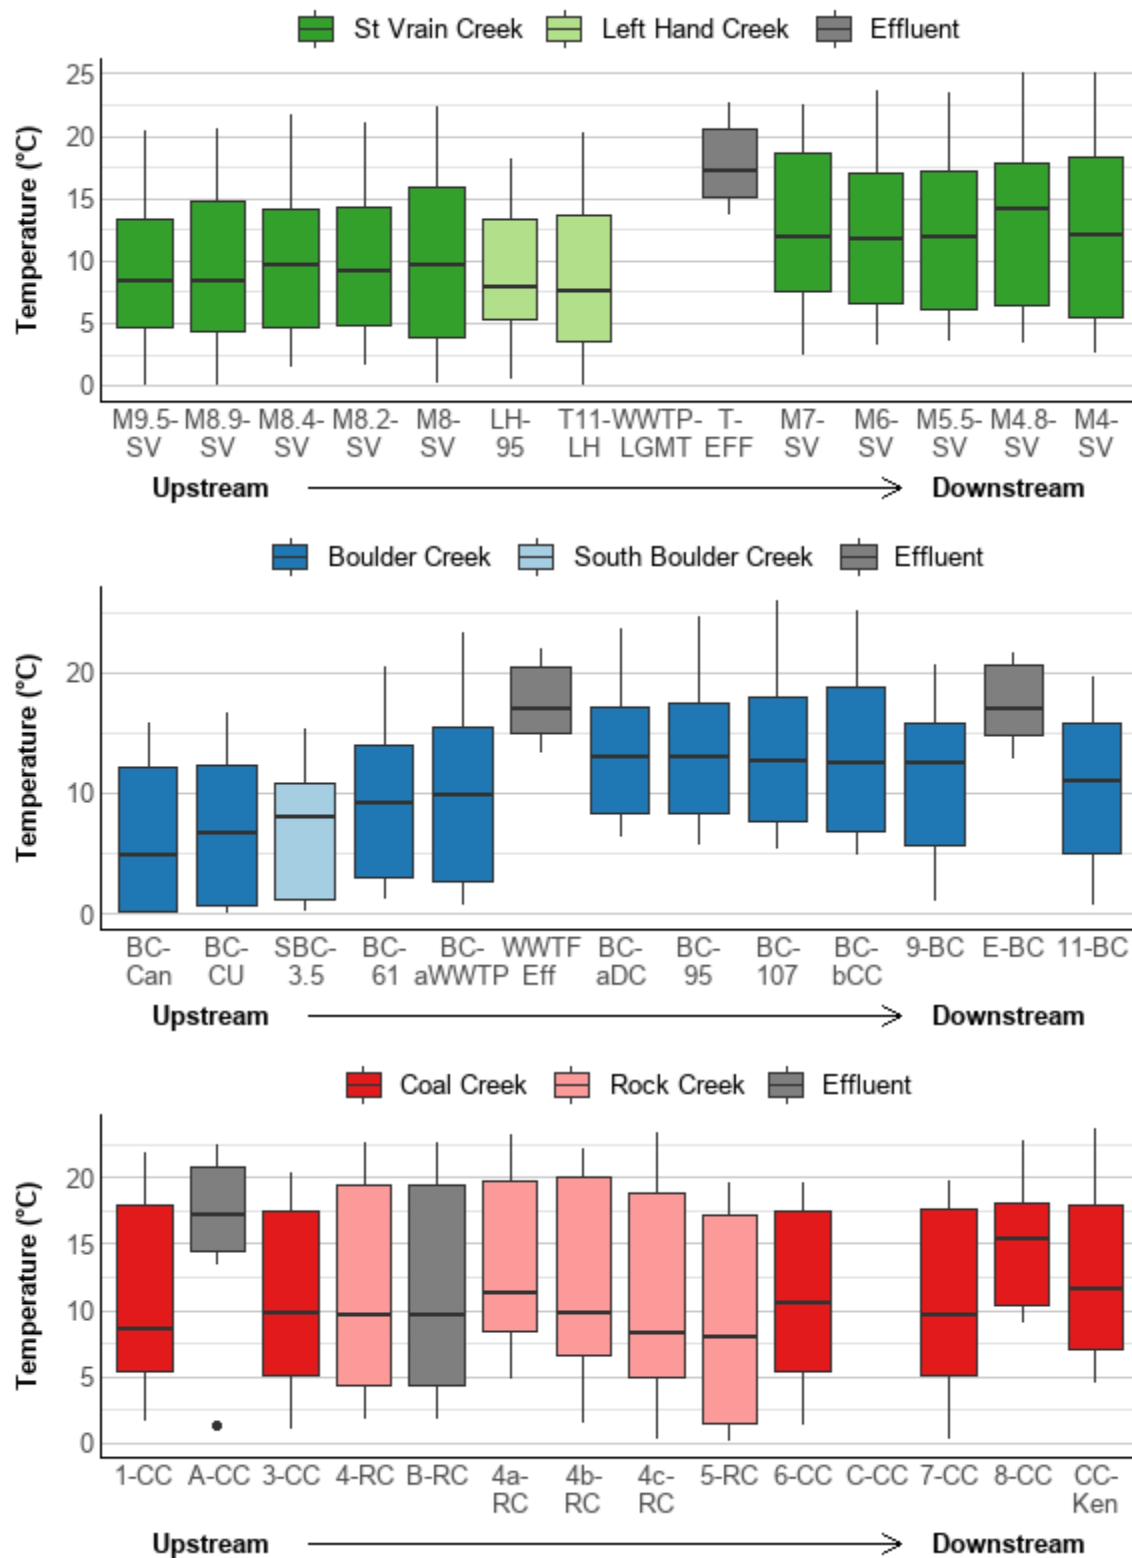 St Vrain Creek Left Hand Creek Effluent
Temperature (°C)
25
20
15
10
5
0
M9.5- M8.9- M8.4- M8.2- M8- LH- T11- WWTP- T- M7- M6- M5.5- M4.8- M4-
SV SV SV SV SV 95 LH LGMT EFF SV SV SV SV SV
Upstream Downstream
Boulder Creek South Boulder Creek Effluent
Temperature (°C)
20
10
0
BC- BC- SBC- BC- BC- WWTF BC- BC- BC- BC- 9-BC E-BC 11-BC
Can CU 3.5 61 aWWTP Eff aDC 95 107 bCC
Upstream Downstream
Coal Creek Rock Creek Effluent
Temperature (°C)
20
15
10
5
0
1-CC A-CC 3-CC 4-RC B-RC 4a- 4b- 4c- 5-RC 6-CC C-CC 7-CC 8-CC CC-
RC RC RC Ken
Upstream Downstream